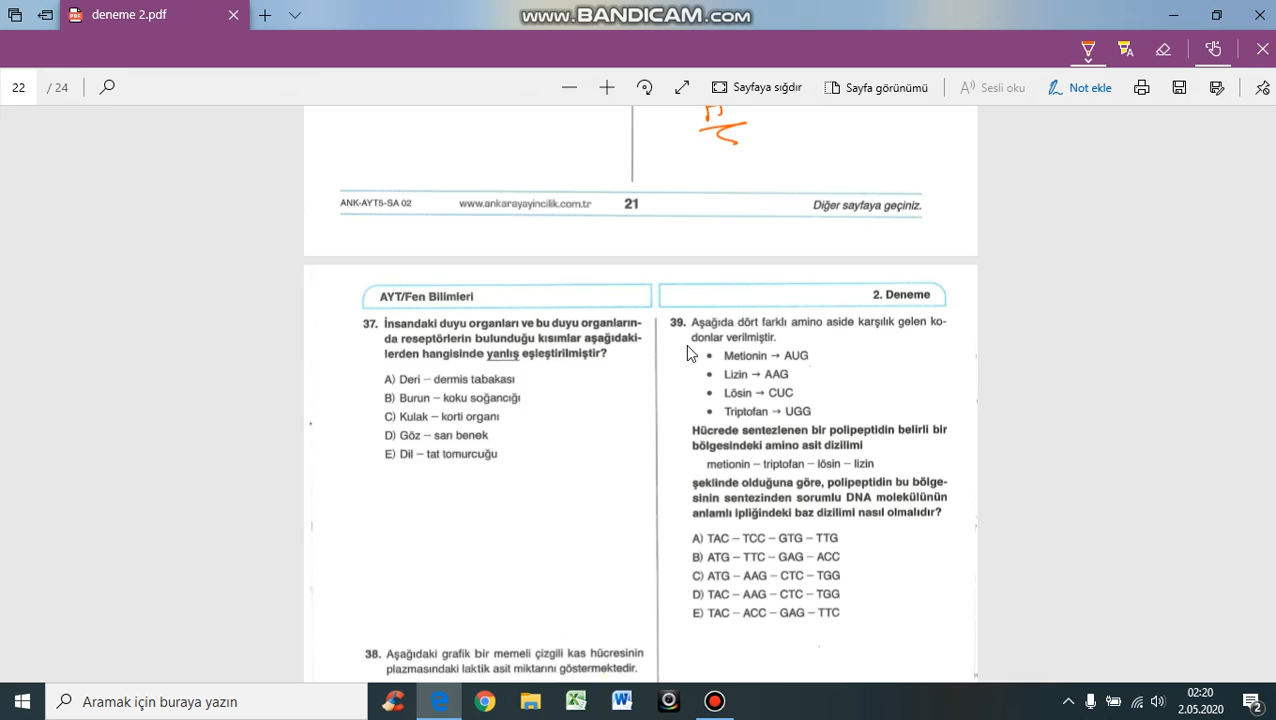 deneme 2.pdf
www.BANDICAM.com
22 / 24
Sayfaya sığdır
Sayfa görünümü
Sesli oku
Not ekle
ANK-AYT5-SA 02
www.ankarayayincilik.com.tr
21
Diğer sayfaya geçiniz.
AYT/Fen Bilimleri
2. Deneme
37. İnsandaki duyu organları ve bu duyu organların-
da reseptörlerin bulunduğu kısımlar aşağıdaki-
lerden hangisinde yanlış eşleştirilmiştir?
A) Deri – dermis tabakası
B) Burun – koku soğancığı
C) Kulak – korti organı
D) Göz – sarı benek
E) Dil – tat tomurcuğu
38. Aşağıdaki grafik bir memeli çizgili kas hücresinin
plazmasındaki laktik asit miktarını göstermektedir.
39. Aşağıda dört farklı amino aside karşılık gelen ko-
donlar verilmiştir.
• Metionin → AUG
• Lizin → AAG
• Lösin → CUC
• Triptofan → UGG
Hücrede sentezlenen bir polipeptidin belirli bir
bölgesindeki amino asit dizilimi
metionin – triptofan – lösin – lizin
şeklinde olduğuna göre, polipeptidin bu bölge-
sinin sentezinden sorumlu DNA molekülünün
anlamlı ipliğindeki baz dizilimi nasıl olmalıdır?
A) TAC – TCC – GTG – TTG
B) ATG – TTC – GAG – ACC
C) ATG – AAG – CTC – TGG
D) TAC – AAG – CTC – TGG
E) TAC – ACC – GAG – TTC
Aramak için buraya yazın
02:20
2.05.2020
2